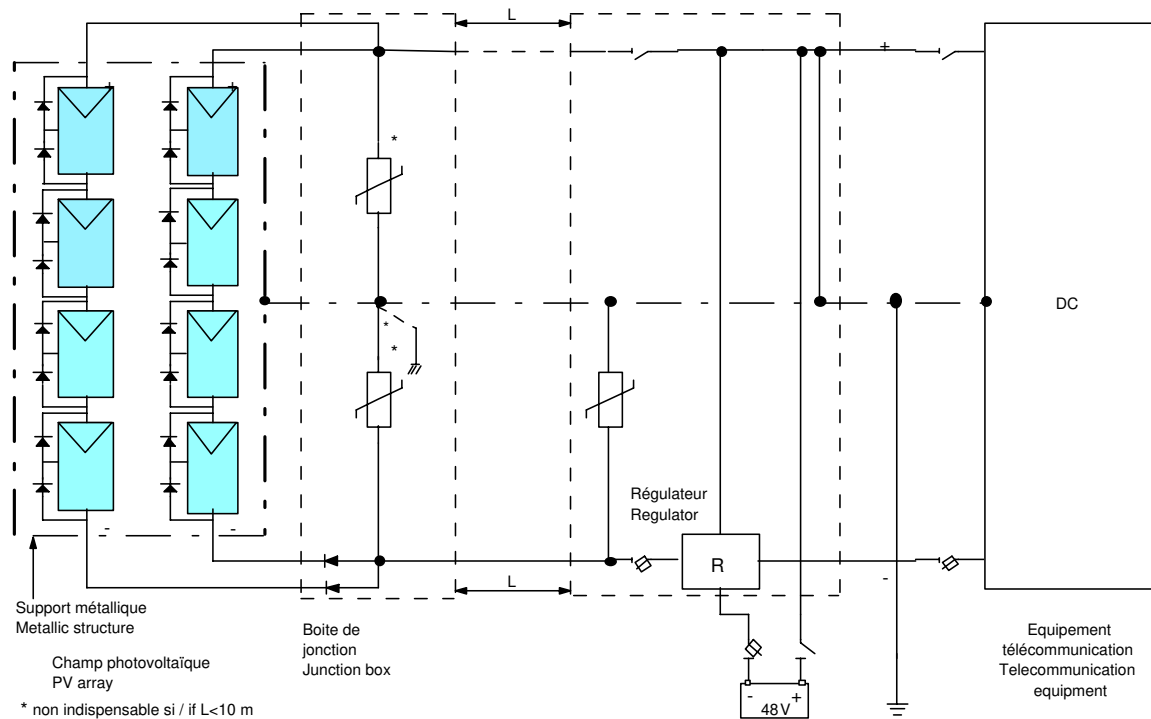 L
+
+
+
*
*
*
DC
Régulateur
Regulator
R
-
-
-
L
Support métallique
Metallic structure
Champ photovoltaïque
PV array
* non indispensable si / if L<10 m
Boite de
jonction
Junction box
- +
48V
Equipement
télécommunication
Telecommunication
equipment